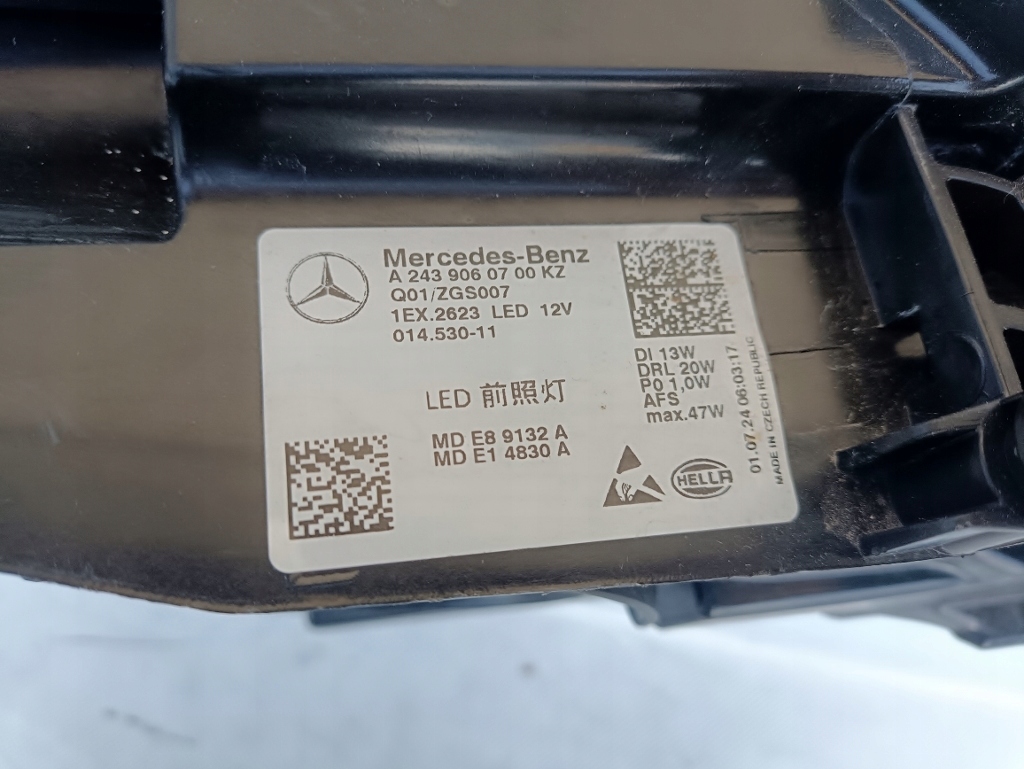 Mercedes-Benz
A 243 906 07 00 KZ
Q01/ZGS007
1EX.2623 LED 12V
014.530-11
LED 前照灯
MD E8 9132 A
MD E1 4830 A
DI 13W
DRL 20W
P0 1,0W
AFS
max.47W
HELLA
01.07.24 06:03:17
MADE IN CZECH REPUBLIC